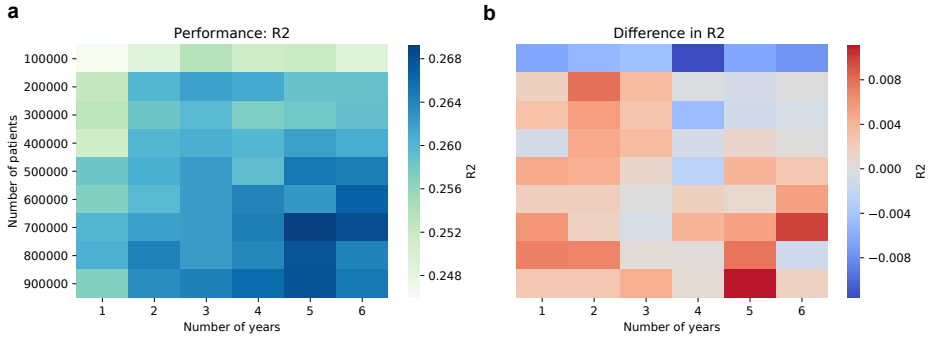 a
Performance: R2
Number of patients
100000
200000
300000
400000
500000
600000
700000
800000
900000
1 2 3 4 5 6
Number of years
0.268
0.264
0.260
0.256
0.252
0.248
R2
b
Difference in R2
1 2 3 4 5 6
Number of years
0.008
0.004
0.000
−0.004
−0.008
R2